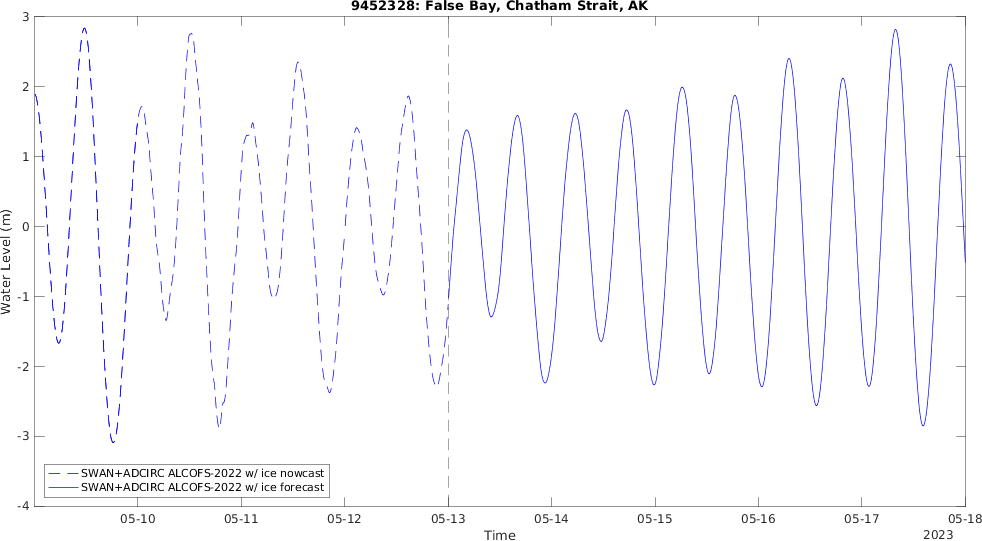 9452328: False Bay, Chatham Strait, AK
Water Level (m)
3
2
1
0
-1
-2
-3
-4
SWAN+ADCIRC ALCOFS-2022 w/ ice nowcast
SWAN+ADCIRC ALCOFS-2022 w/ ice forecast
05-10 05-11 05-12 05-13 05-14 05-15 05-16 05-17 05-18
Time
2023